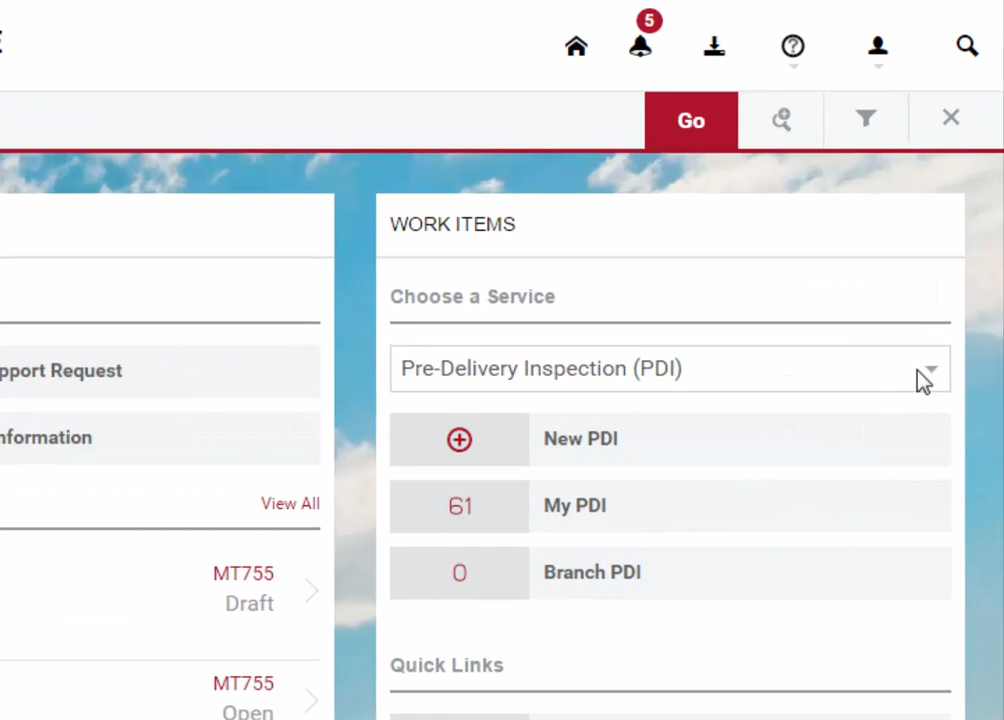 5
Go
WORK ITEMS
Choose a Service
pport Request
Pre-Delivery Inspection (PDI)
nformation
New PDI
View All
61 My PDI
MT755
Draft
0 Branch PDI
Quick Links
MT755
Open